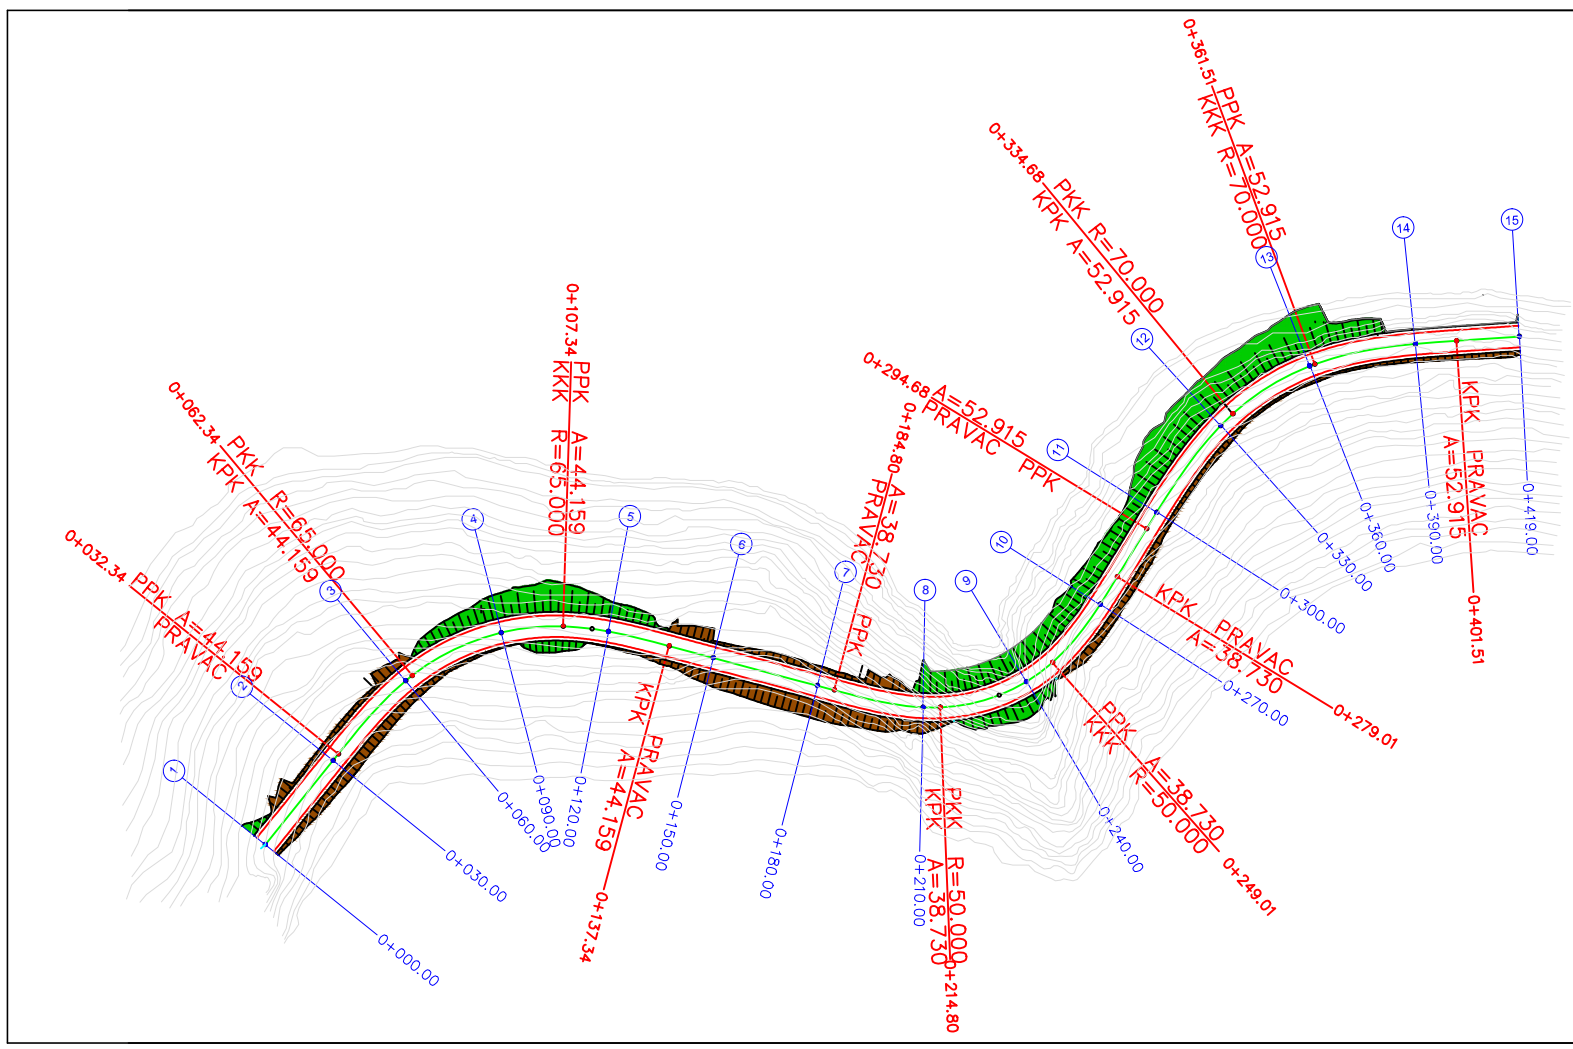 1
0+000.00
2
0+030.00
0+032.34
PPK A=44.159
PRAVAC
3
0+060.00
0+062.34
PKK R=65.000
KPK A=44.159
4
0+090.00
0+107.34
PPK A=44.159
KKK R=65.000
5
0+120.00
KPK PRAVAC
A=44.159
0+137.34
6
0+150.00
7
0+180.00
0+184.80
A=38.730
PRAVAC PPK
8
0+210.00
PKK R=50.000
KPK A=38.730
0+214.80
9
0+240.00
PPK A=38.730
KKK R=50.000
0+249.01
10
0+270.00
KPK PRAVAC
A=38.730
0+279.01
0+294.68
A=52.915
PRAVAC PPK
11
0+300.00
12
0+330.00
0+334.68
PKK R=70.000
KPK A=52.915
13
0+360.00
0+361.51
PPK A=52.915
KKK R=70.000
14
0+390.00
KPK PRAVAC
A=52.915
0+401.51
15
0+419.00